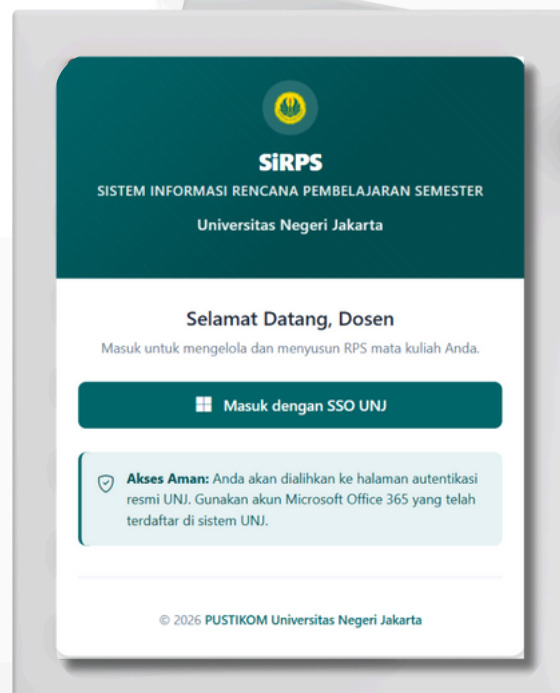 SiRPS
SISTEM INFORMASI RENCANA PEMBELAJARAN SEMESTER
Universitas Negeri Jakarta
Selamat Datang, Dosen
Masuk untuk mengelola dan menyusun RPS mata kuliah Anda.
Masuk dengan SSO UNJ
Akses Aman: Anda akan dialihkan ke halaman autentikasi
resmi UNJ. Gunakan akun Microsoft Office 365 yang telah
terdaftar di sistem UNJ.
© 2026 PUSTIKOM Universitas Negeri Jakarta